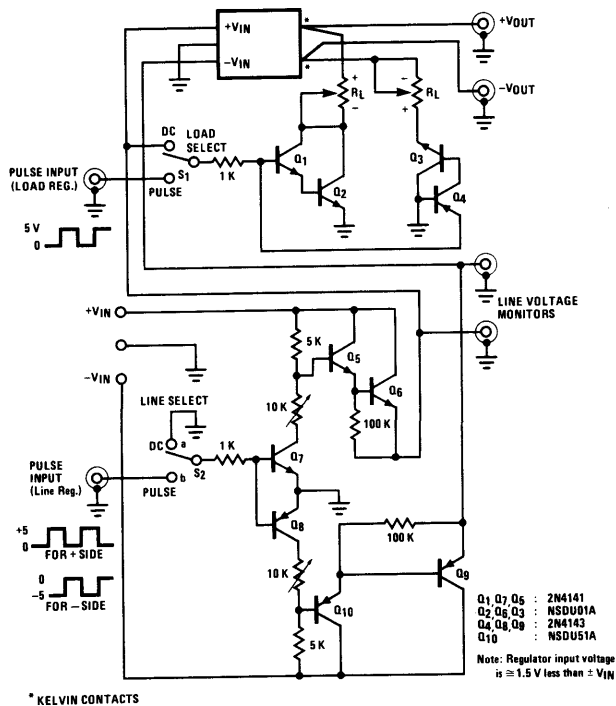 *
+VIN
+VOUT
-VIN
*
-VOUT
+
RL
-
-
RL
+
DC
LOAD
SELECT
Q1
Q3
PULSE INPUT
(LOAD REG.)
S1
1 K
PULSE
Q2
Q4
5 V
0
+VIN
LINE VOLTAGE
MONITORS
5 K
Q5
-VIN
Q6
LINE SELECT
10 K
100 K
DC
a
1 K
Q7
PULSE
INPUT
(Line Reg.)
b
S2
PULSE
Q8
+5
0
FOR + SIDE
100 K
0
-5
FOR - SIDE
10 K
Q9
Q10
5 K
Q1,Q7,Q5 : 2N4141
Q2,Q6,Q3 : NSDU01A
Q4,Q8,Q9 : 2N4143
Q10 : NSDU51A
Note: Regulator input voltage
is ≅ 1.5 V less than ± VIN
* KELVIN CONTACTS